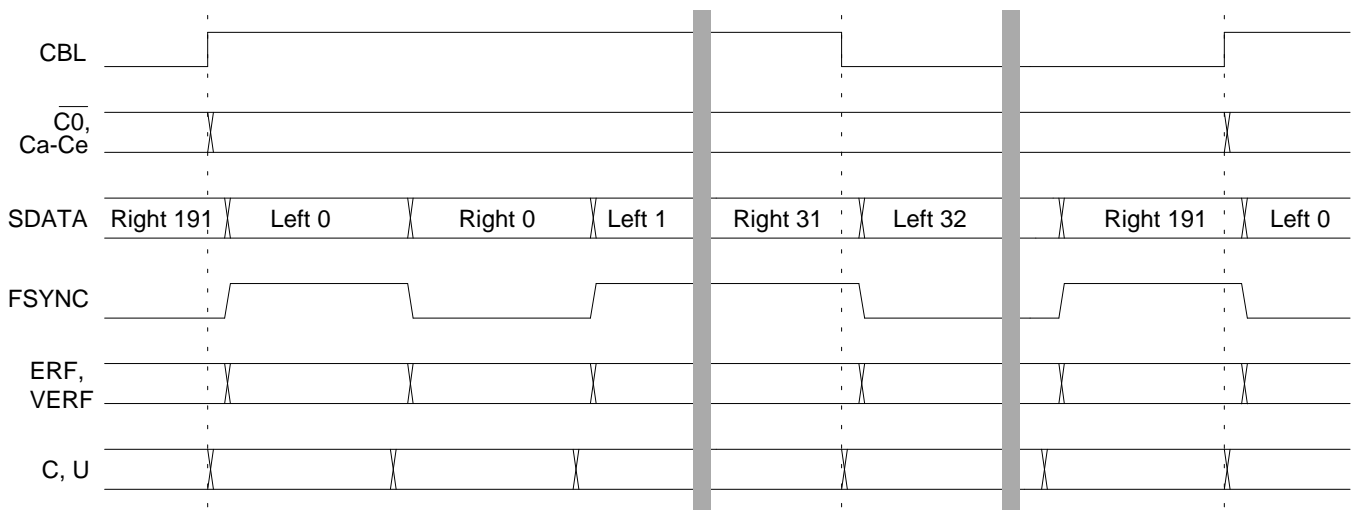 CBL
C0,
Ca-Ce
SDATA Right 191 Left 0 Right 0 Left 1 Right 31 Left 32 Right 191 Left 0
FSYNC
ERF,
VERF
C, U